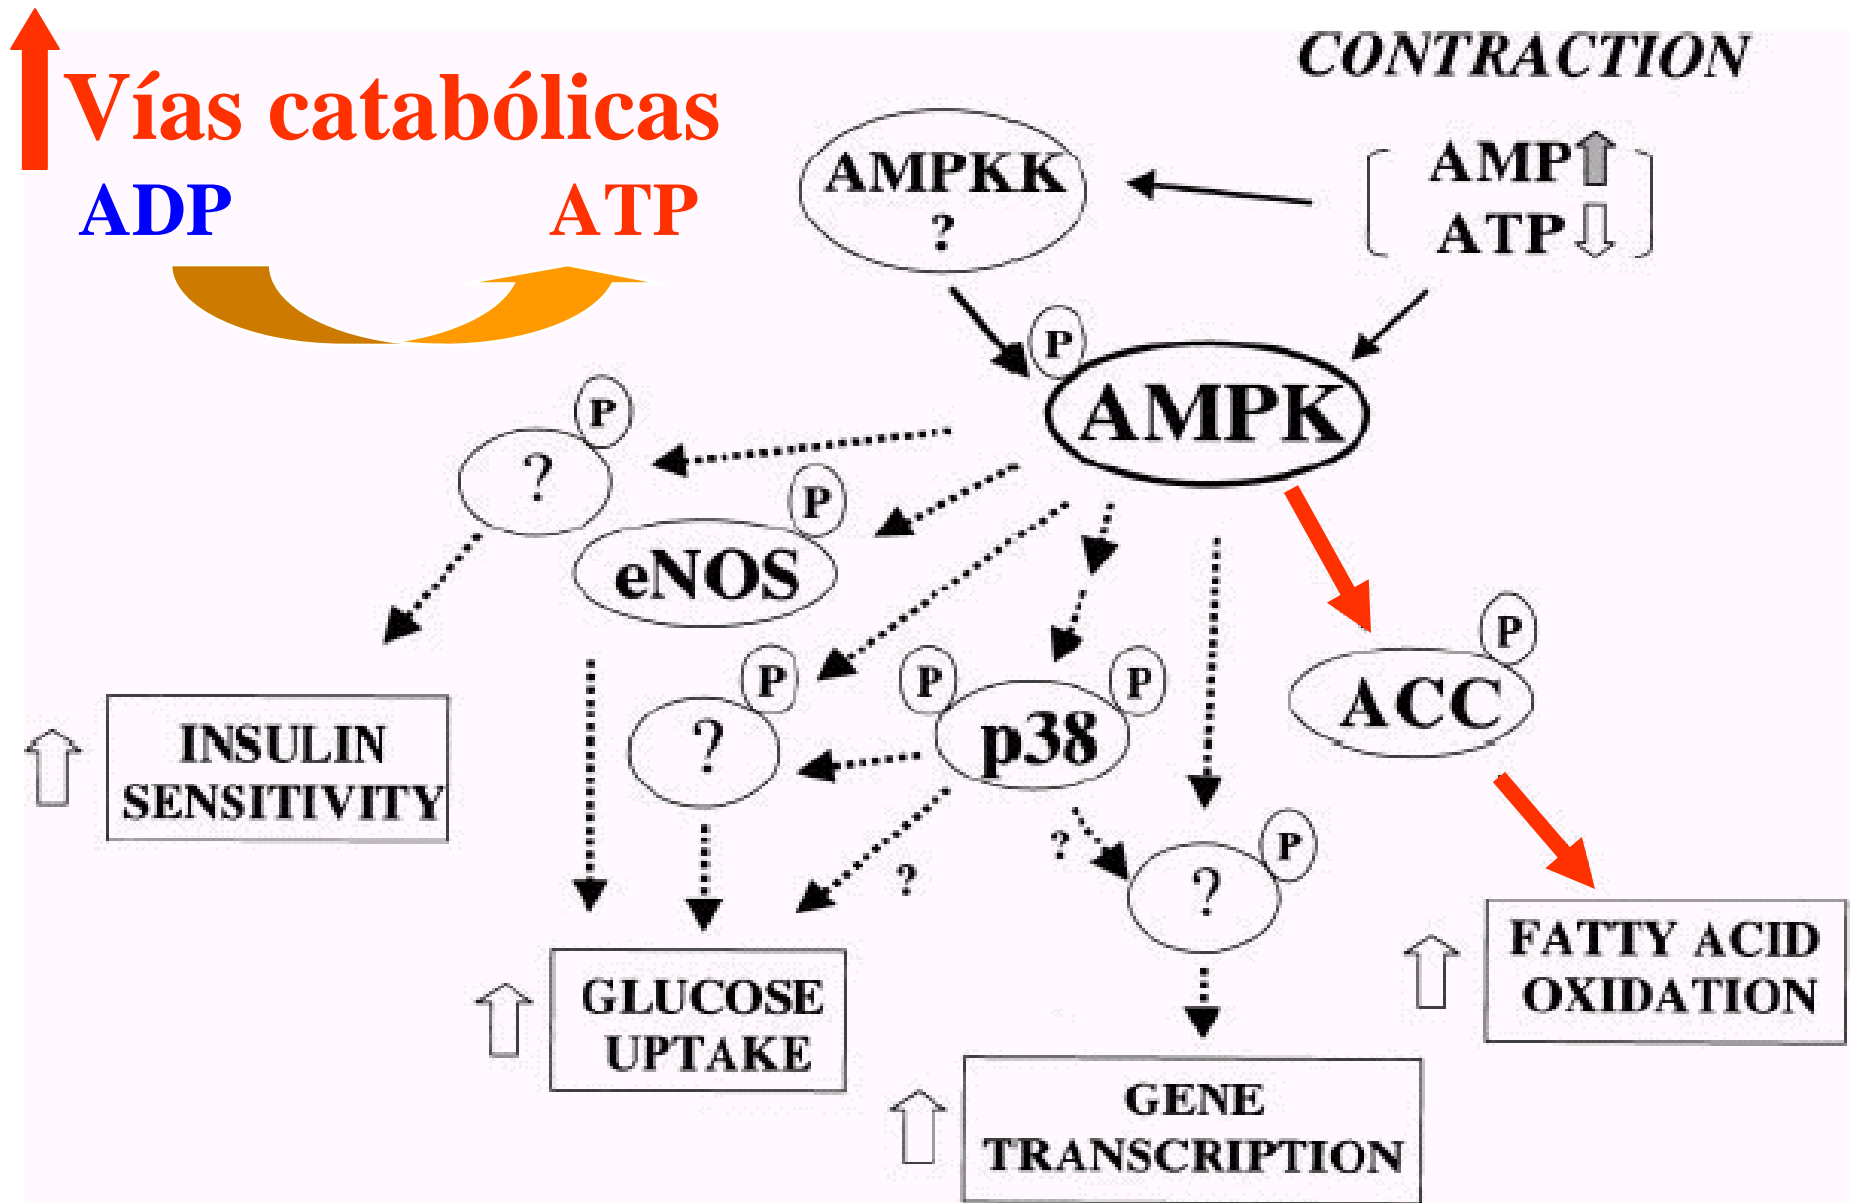 CONTRACTION
Vías catabólicas
ADP
ATP
AMPKK
?
AMP
ATP
P
AMPK
P
?
P
eNOS
P
ACC
P
?
P
p38
P
INSULIN
SENSITIVITY
?
?
P
?
FATTY ACID
OXIDATION
GLUCOSE
UPTAKE
GENE
TRANSCRIPTION